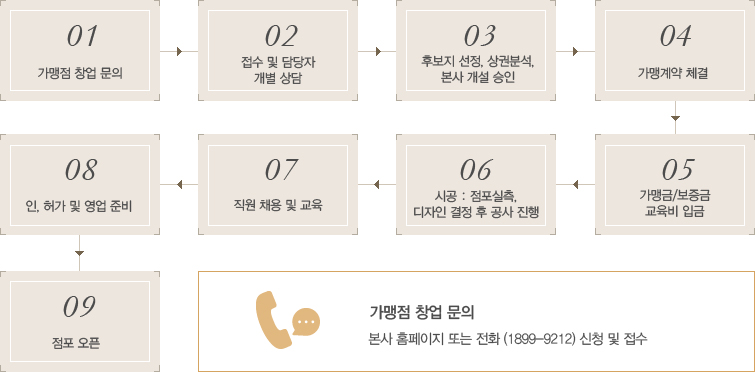 01
가맹점 창업 문의
02
접수 및 담당자
개별 상담
03
후보지 선정, 상권분석,
본사 개설 승인
04
가맹계약 체결
05
가맹금/보증금
교육비 입금
06
시공 : 점포실측,
디자인 결정 후 공사 진행
07
직원 채용 및 교육
08
인, 허가 및 영업 준비
09
점포 오픈
가맹점 창업 문의
본사 홈페이지 또는 전화 (1899-9212) 신청 및 접수